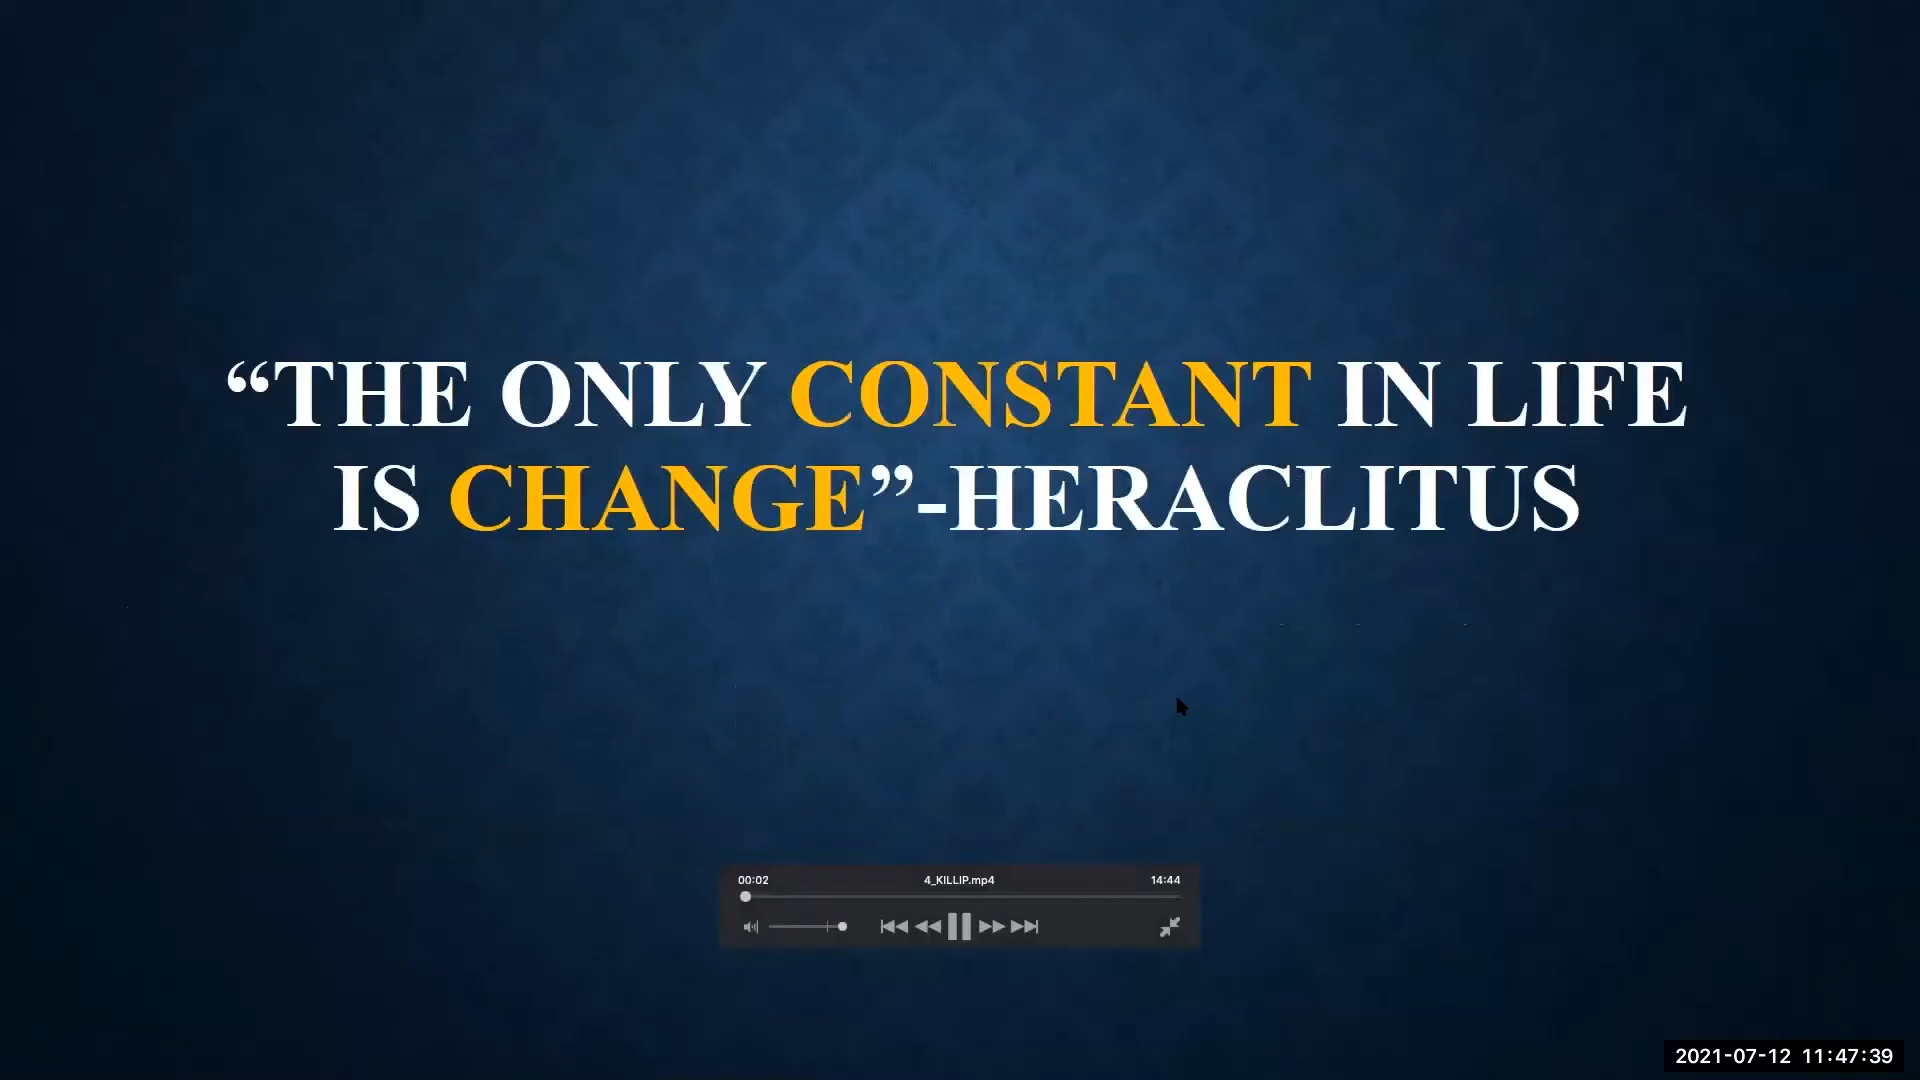 “THE ONLY CONSTANT IN LIFE
IS CHANGE”-HERACLITUS
00:02 4_KILLIP.mp4 14:44
2021-07-12 11:47:39